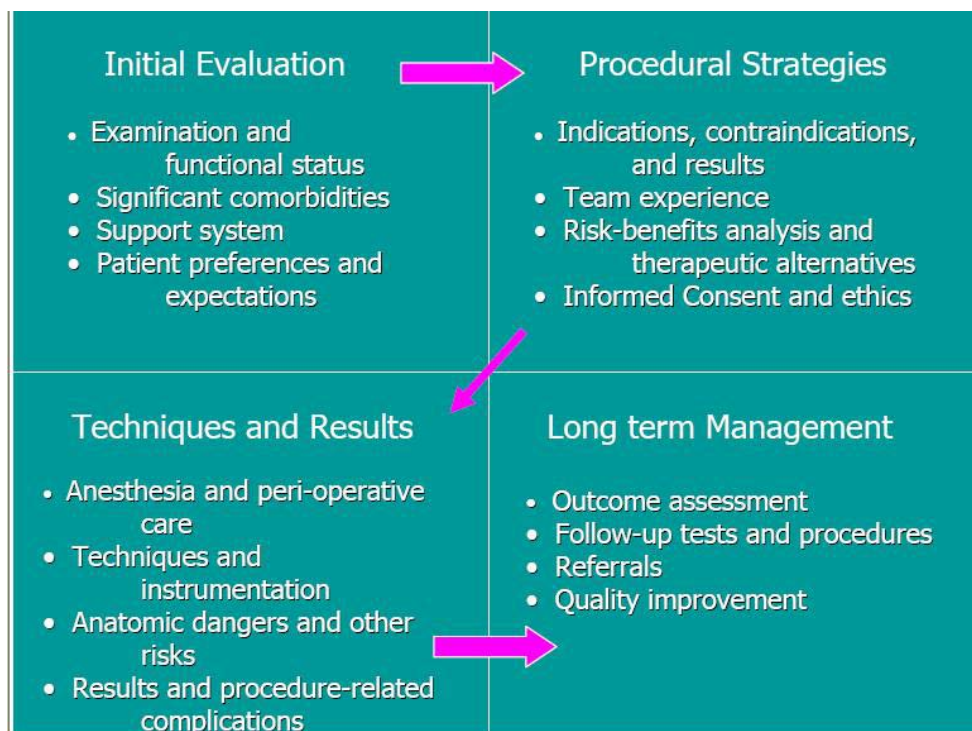 Initial Evaluation
• Examination and
functional status
• Significant comorbidities
• Support system
• Patient preferences and
expectations
Procedural Strategies
• Indications, contraindications,
and results
• Team experience
• Risk-benefits analysis and
therapeutic alternatives
• Informed Consent and ethics
Techniques and Results
• Anesthesia and peri-operative
care
• Techniques and
instrumentation
• Anatomic dangers and other
risks
• Results and procedure-related
complications
Long term Management
• Outcome assessment
• Follow-up tests and procedures
• Referrals
• Quality improvement